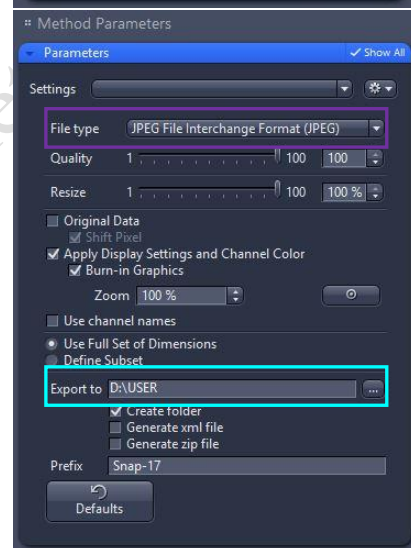 Method Parameters
Parameters Show All
Settings
File type JPEG File Interchange Format (JPEG)
Quality 1 100 100
Resize 1 100 100 %
Original Data
Shift Pixel
Apply Display Settings and Channel Color
Burn-in Graphics
Zoom 100 %
Use channel names
Use Full Set of Dimensions
Define Subset
Export to D:\USER ...
Create folder
Generate xml file
Generate zip file
Prefix Snap-17
Defaults